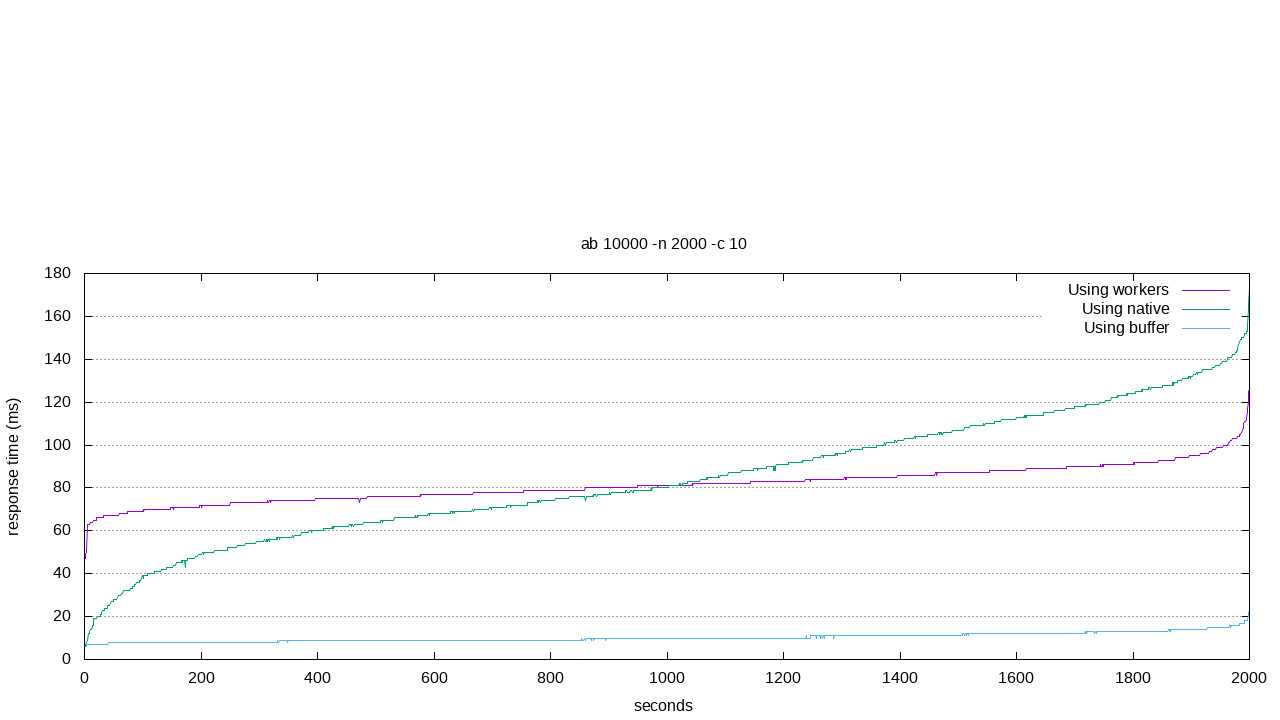 ab 10000 -n 2000 -c 10
180
160
140
120
100
80
60
40
20
0
response time (ms)
Using workers
Using native
Using buffer
0 200 400 600 800 1000 1200 1400 1600 1800 2000
seconds